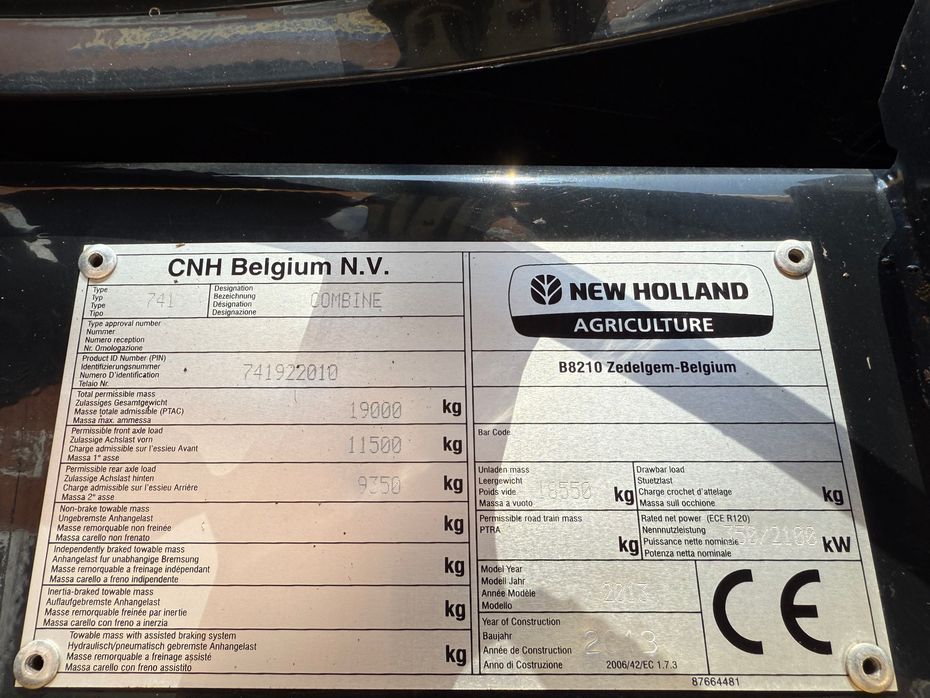 CNH Belgium N.V.
Type
Typ
Type
Tipo
741
Designation
Bezeichnung
Désignation
Designazione
COMBINE
Type approval number
Nummer
Numero reception
Nr. Omologazione
Product ID Number (PIN)
Identifizierungsnummer
Numero D'identification
Telaio Nr.
741922010
Total permissible mass
Zulassiges Gesamtgewicht
Masse totale admissible (PTAC)
Massa max. ammessa
19000 kg
Permissible front axle load
Zulassige Achslast vorn
Charge admissible sur l'essieu Avant
Massa 1° asse
11500 kg
Permissible rear axle load
Zulassige Achslast hinten
Charge admissible sur l'essieu Arrière
Massa 2° asse
9350 kg
Non-brake towable mass
Ungebremste Anhangelast
Masse remorquable non freinée
Massa carello non frenato
kg
Independently braked towable mass
Anhangelast fur unabhangige Bremsung
Masse remorquable a freinage indépendant
Massa carello a freno indipendente
kg
Inertia-braked towable mass
Auflaufgebremste Anhangelast
Masse remorquable freinée par inertie
Massa carello con freno a inerzia
kg
Towable mass with assisted braking system
Hydraulisch/pneumatisch gebremste Anhangelast
Masse remorquable a freinage assisté
Massa carello con freno assistito
kg
NEW HOLLAND
AGRICULTURE
B8210 Zedelgem-Belgium
Bar Code
Unladen mass
Leergewicht
Poids vide
Massa a vuoto
kg
Drawbar load
Stuetzlast
Charge crochet d'attelage
Massa sull occhione
kg
Permissible road train mass
PTRA
kg
Rated net power (ECE R120)
Nennnutzleistung
Puissance nette nominale
Potenza netta nominale
kW
Model Year
Modell Jahr
Année Modèle
Modello
2013
Year of Construction
Baujahr
Année de Construction
Anno di Costruzione
2006/42/EC 1.7.3
CE
87664481